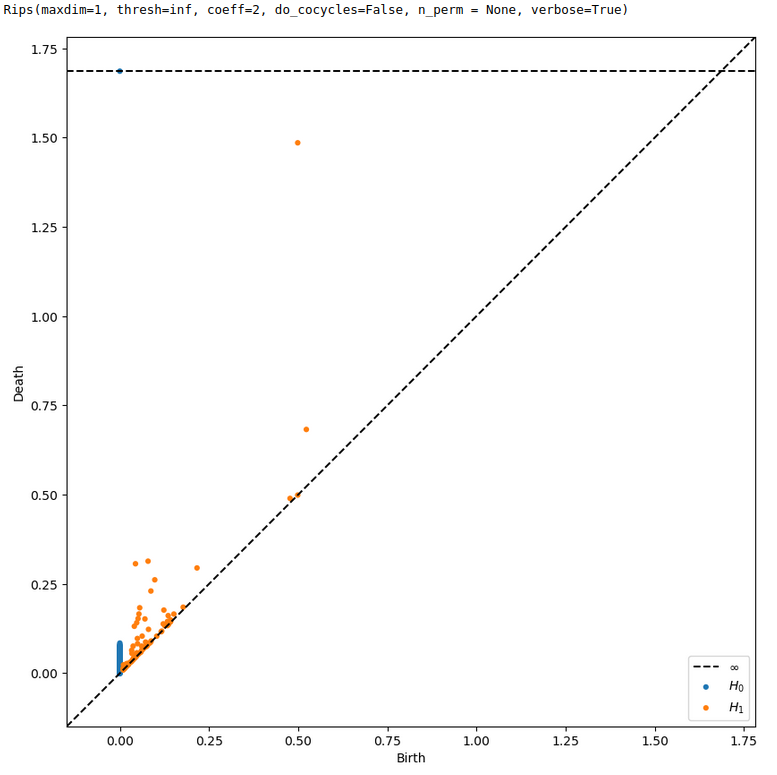 Rips(maxdim=1, thresh=inf, coeff=2, do_cocycles=False, n_perm = None, verbose=True)
1.75
1.50
1.25
1.00
0.75
0.50
0.25
0.00
Death
0.00 0.25 0.50 0.75 1.00 1.25 1.50 1.75
Birth
∞
H₀
H₁